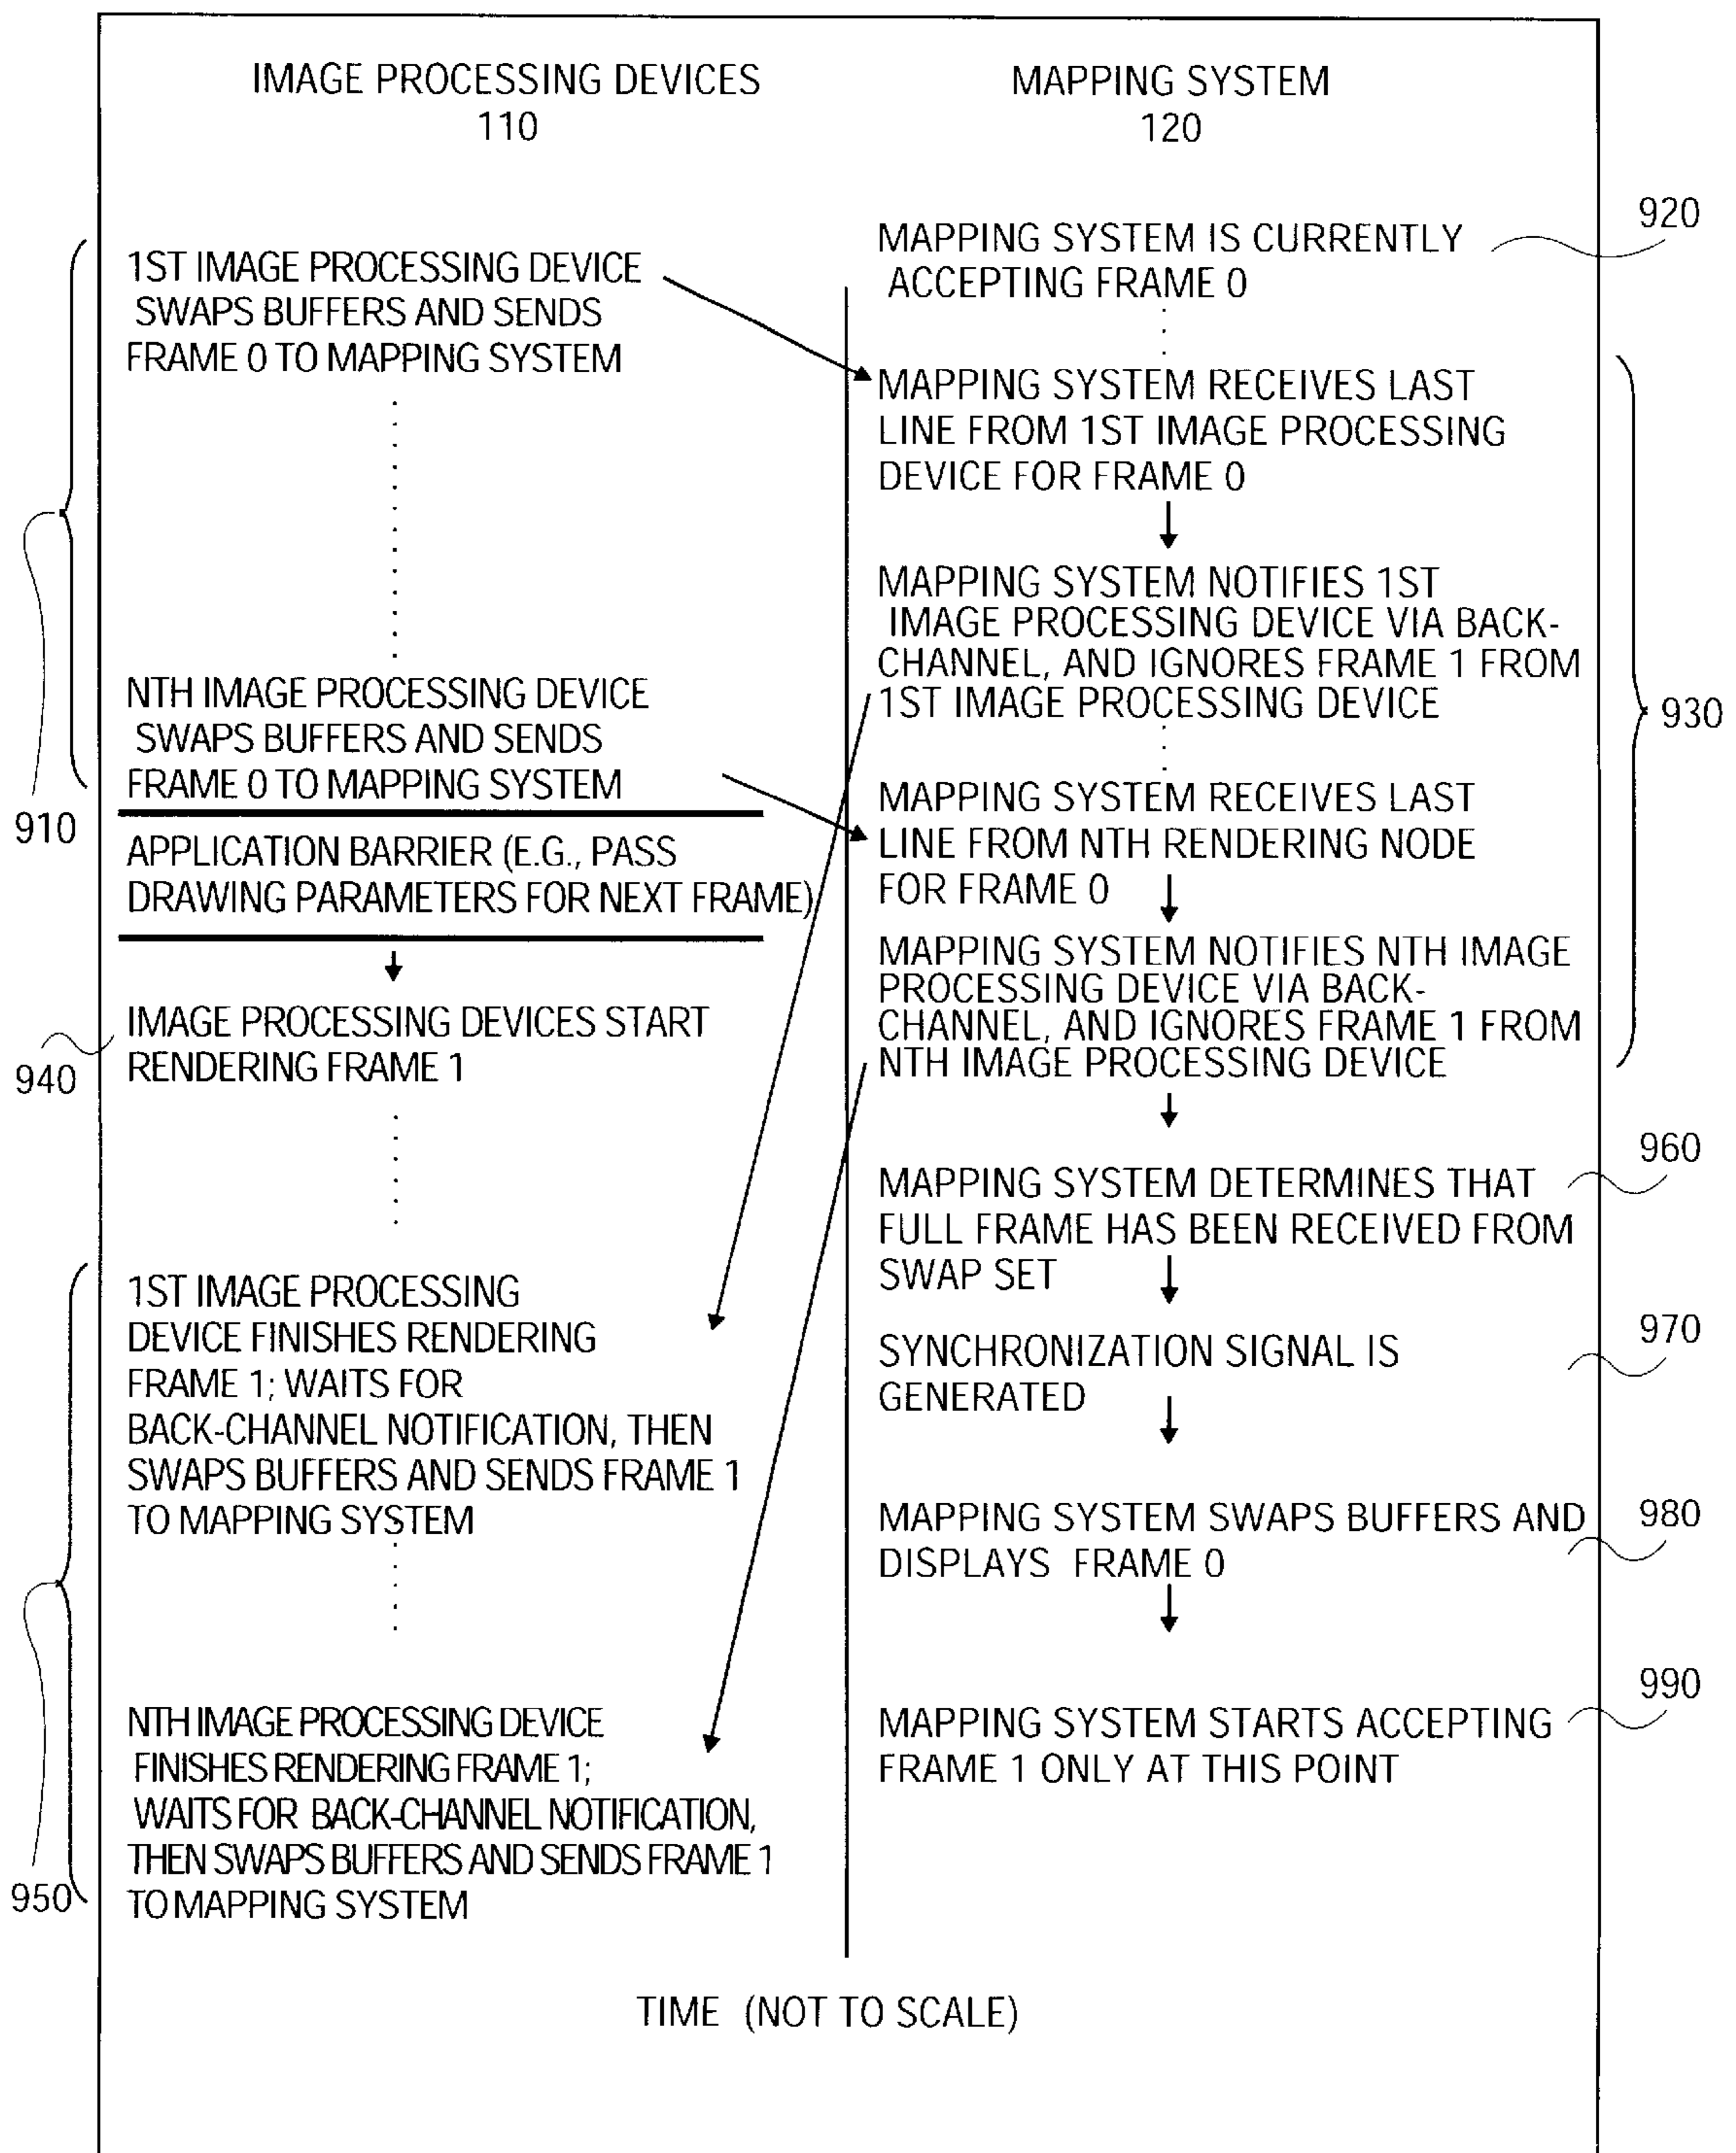 IMAGE PROCESSING DEVICES
110
MAPPING SYSTEM
120
1ST IMAGE PROCESSING DEVICE
SWAPS BUFFERS AND SENDS
FRAME 0 TO MAPPING SYSTEM
NTH IMAGE PROCESSING DEVICE
SWAPS BUFFERS AND SENDS
FRAME 0 TO MAPPING SYSTEM
910
APPLICATION BARRIER (E.G., PASS
DRAWING PARAMETERS FOR NEXT FRAME)
IMAGE PROCESSING DEVICES START
RENDERING FRAME 1
940
1ST IMAGE PROCESSING
DEVICE FINISHES RENDERING
FRAME 1; WAITS FOR
BACK-CHANNEL NOTIFICATION, THEN
SWAPS BUFFERS AND SENDS FRAME 1
TO MAPPING SYSTEM
NTH IMAGE PROCESSING DEVICE
FINISHES RENDERING FRAME 1;
WAITS FOR BACK-CHANNEL NOTIFICATION,
THEN SWAPS BUFFERS AND SENDS FRAME 1
TO MAPPING SYSTEM
950
MAPPING SYSTEM IS CURRENTLY
ACCEPTING FRAME 0
920
MAPPING SYSTEM RECEIVES LAST
LINE FROM 1ST IMAGE PROCESSING
DEVICE FOR FRAME 0
MAPPING SYSTEM NOTIFIES 1ST
IMAGE PROCESSING DEVICE VIA BACK-
CHANNEL, AND IGNORES FRAME 1 FROM
1ST IMAGE PROCESSING DEVICE
930
MAPPING SYSTEM RECEIVES LAST
LINE FROM NTH RENDERING NODE
FOR FRAME 0
MAPPING SYSTEM NOTIFIES NTH IMAGE
PROCESSING DEVICE VIA BACK-
CHANNEL, AND IGNORES FRAME 1 FROM
NTH IMAGE PROCESSING DEVICE
960
MAPPING SYSTEM DETERMINES THAT
FULL FRAME HAS BEEN RECEIVED FROM
SWAP SET
970
SYNCHRONIZATION SIGNAL IS
GENERATED
980
MAPPING SYSTEM SWAPS BUFFERS AND
DISPLAYS FRAME 0
990
MAPPING SYSTEM STARTS ACCEPTING
FRAME 1 ONLY AT THIS POINT
TIME (NOT TO SCALE)